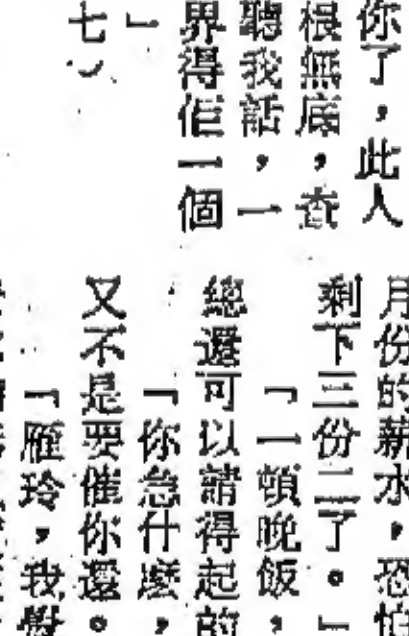 你了，此人
根無底，查
聽我話，一
界得佢一個
」
七）
月份的薪水，恐怕
剩下三份二了。」
「一頓晚飯，
總還可以請得起的
「你急什麼，
又不是要催你還。
「雁玲，我覺